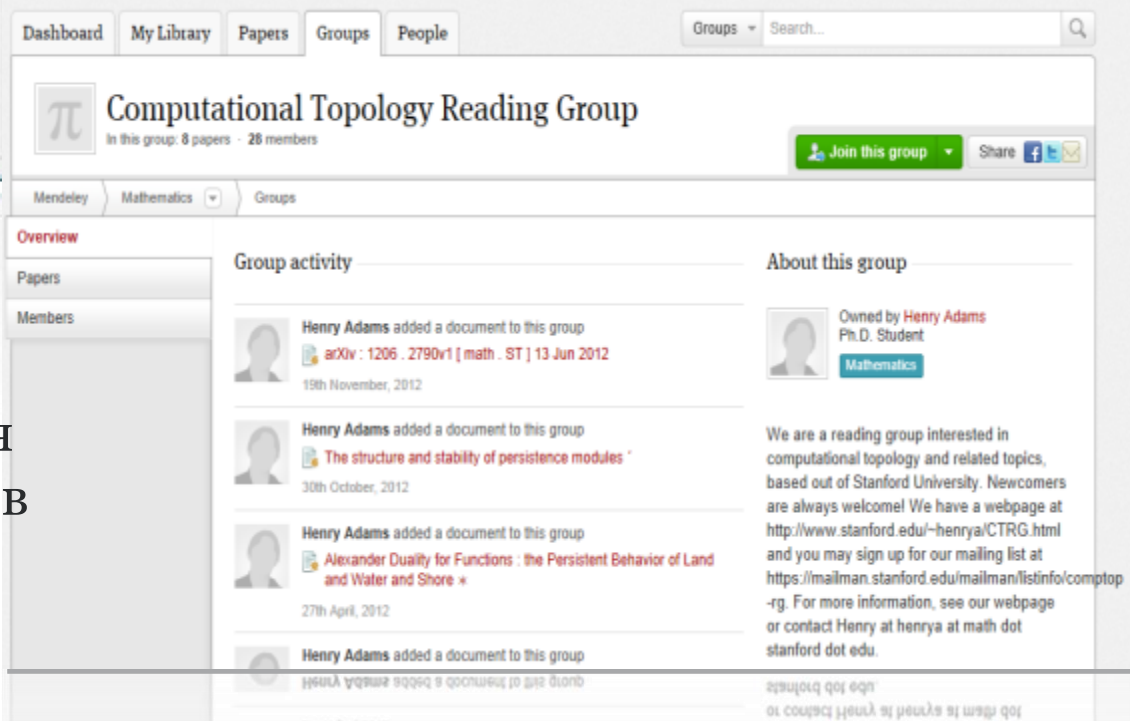 Dashboard
My Library
Papers
Groups
People
Groups
Search...
π
Computational Topology Reading Group
In this group: 8 papers · 28 members
Join this group
Share
Mendeley
Mathematics
Groups
Overview
Papers
Members
Group activity
Henry Adams added a document to this group
arXiv : 1206 . 2790v1 [ math . ST ] 13 Jun 2012
19th November, 2012
Henry Adams added a document to this group
The structure and stability of persistence modules
30th October, 2012
Henry Adams added a document to this group
Alexander Duality for Functions : the Persistent Behavior of Land
and Water and Shore ∗
27th April, 2012
Henry Adams added a document to this group
About this group
Owned by Henry Adams
Ph.D. Student
Mathematics
We are a reading group interested in
computational topology and related topics,
based out of Stanford University. Newcomers
are always welcome! We have a webpage at
http://www.stanford.edu/~henrya/CTRG.html
and you may sign up for our mailing list at
https://mailman.stanford.edu/mailman/listinfo/comptop
-rg. For more information, see our webpage
or contact Henry at henrya at math dot
stanford dot edu.
я
в